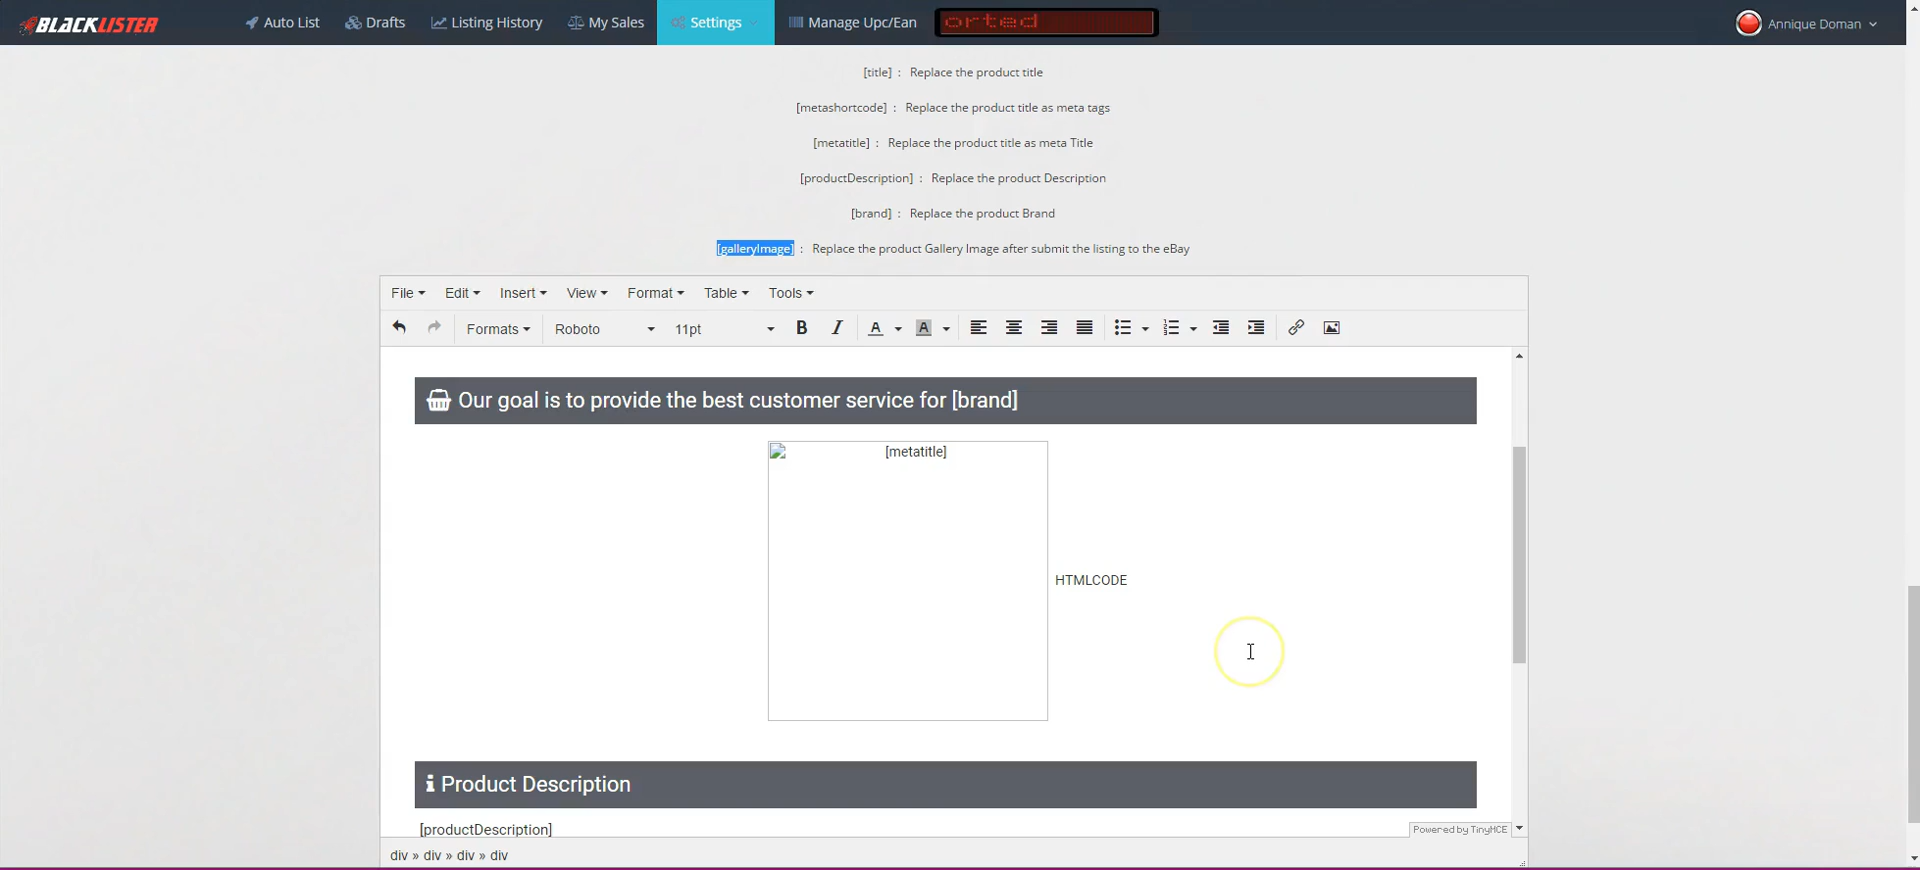 BLACKLISTER Auto List Drafts Listing History My Sales Settings Manage Upc/Ean orted Annique Doman
[title] : Replace the product title
[metashortcode] : Replace the product title as meta tags
[metatitle] : Replace the product title as meta Title
[productDescription] : Replace the product Description
[brand] : Replace the product Brand
[galleryImage] : Replace the product Gallery Image after submit the listing to the eBay
File Edit Insert View Format Table Tools
Formats Roboto 11pt B I A A
Our goal is to provide the best customer service for [brand]
[metatitle]
HTMLCODE
Product Description
[productDescription]
Powered by TinyMCE
div » div » div » div